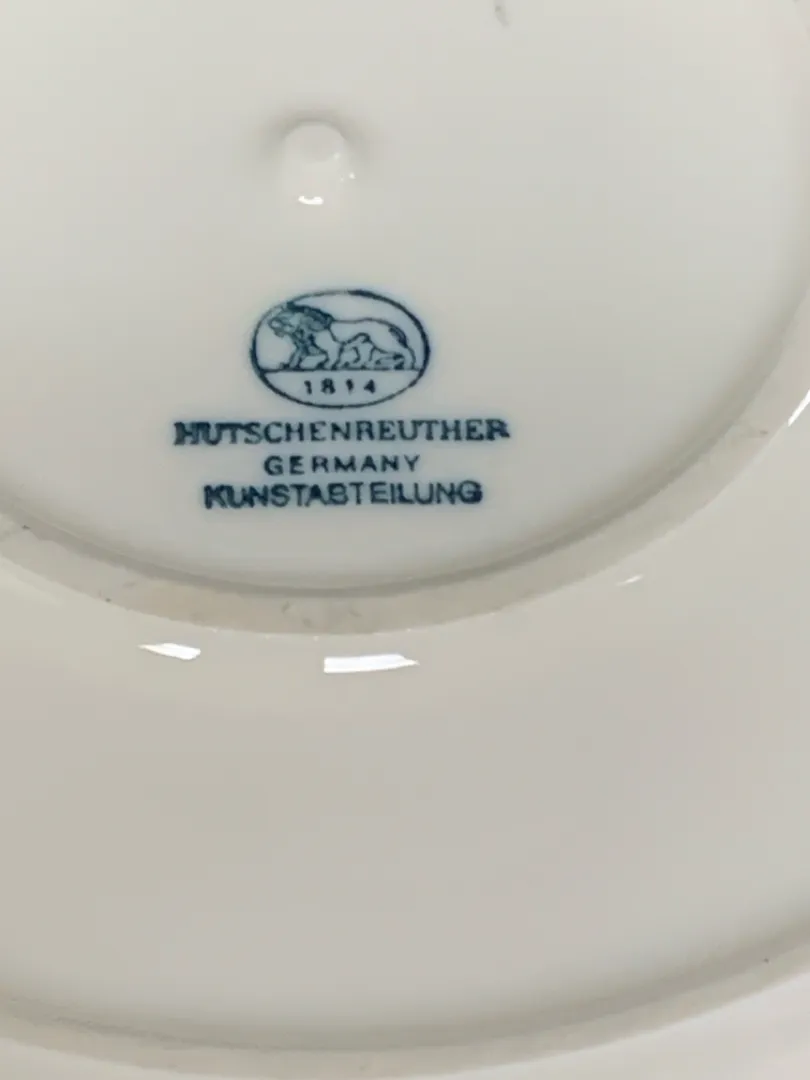 1814
HUTSCHENREUTHER
GERMANY
KUNSTABTEILUNG